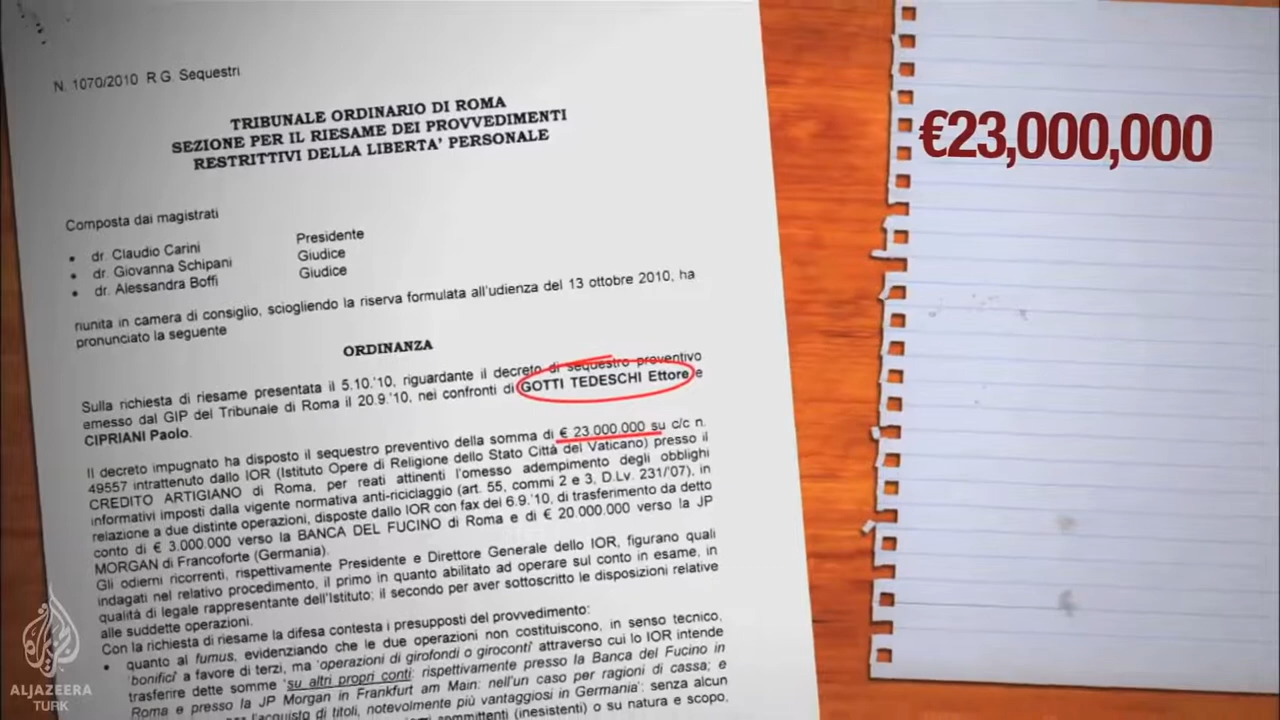 N. 1070/2010 R.G. Sequestri
TRIBUNALE ORDINARIO DI ROMA
SEZIONE PER IL RIESAME DEI PROVVEDIMENTI
RESTRITTIVI DELLA LIBERTA' PERSONALE
Composta dai magistrati
• dr. Claudio Carini Presidente
• dr. Giovanna Schipani Giudice
• dr. Alessandra Boffi Giudice
riunita in camera di consiglio, sciogliendo la riserva formulata all'udienza del 13 ottobre 2010, ha
pronunciato la seguente
ORDINANZA
Sulla richiesta di riesame presentata il 5.10.'10, riguardante il decreto di sequestro preventivo
emesso dal GIP del Tribunale di Roma il 20.9.'10, nei confronti di GOTTI TEDESCHI Ettore e
CIPRIANI Paolo.
Il decreto impugnato ha disposto il sequestro preventivo della somma di € 23.000.000 su c/c n.
49557 intrattenuto dallo IOR (Istituto Opere di Religione dello Stato Città del Vaticano) presso il
CREDITO ARTIGIANO di Roma, per reati attinenti l'omesso adempimento degli obblighi
informativi imposti dalla vigente normativa anti-riciclaggio (art. 55, commi 2 e 3, D.Lv. 231/'07), in
relazione a due distinte operazioni, disposte dallo IOR con fax del 6.9.'10, di trasferimento da detto
conto di € 3.000.000 verso la BANCA DEL FUCINO di Roma e di € 20.000.000 verso la JP
MORGAN di Francoforte (Germania).
Gli odierni ricorrenti, rispettivamente Presidente e Direttore Generale dello IOR, figurano quali
indagati nel relativo procedimento, il primo in quanto abilitato ad operare sul conto in esame, in
qualità di legale rappresentante dell'Istituto; il secondo per aver sottoscritto le disposizioni relative
alle suddette operazioni.
Con la richiesta di riesame la difesa contesta i presupposti del provvedimento:
• quanto al fumus, evidenziando che le due operazioni non costituiscono, in senso tecnico,
'bonifici' a favore di terzi, ma 'operazioni di girofondi o giroconti' attraverso cui lo IOR intende
trasferire dette somme 'su altri propri conti: rispettivamente presso la Banca del Fucino in
Roma e presso la JP Morgan in Frankfurt am Main: nell'un caso per ragioni di cassa; e
l'acquisto di titoli, notevolmente più vantaggiosi in Germania'; senza alcun
committenti (inesistenti) o su natura e scopo,
€23,000,000
ALJAZEERA
TURK